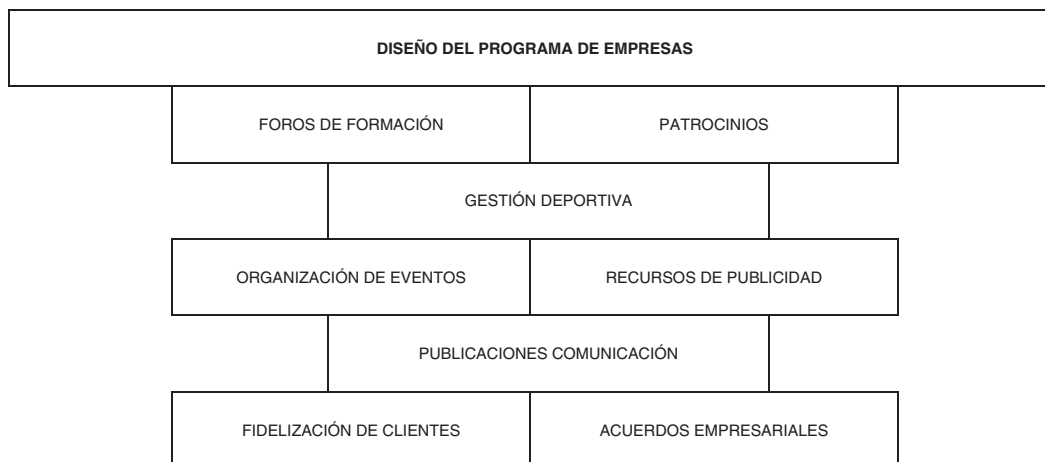 DISEÑO DEL PROGRAMA DE EMPRESAS
FOROS DE FORMACIÓN
PATROCINIOS
GESTIÓN DEPORTIVA
ORGANIZACIÓN DE EVENTOS
RECURSOS DE PUBLICIDAD
PUBLICACIONES COMUNICACIÓN
FIDELIZACIÓN DE CLIENTES
ACUERDOS EMPRESARIALES